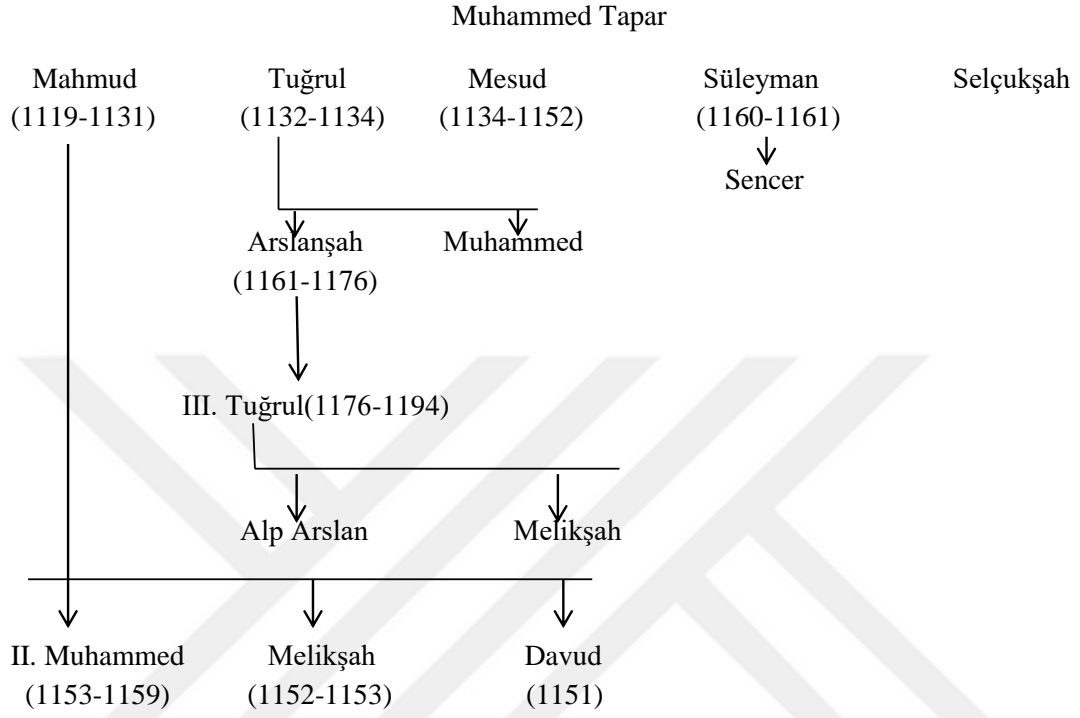 Muhammed Tapar
Mahmud Tuğrul Mesud Süleyman Selçukşah
(1119-1131) (1132-1134) (1134-1152) (1160-1161)
Sencer
Arslanşah Muhammed
(1161-1176)
III. Tuğrul(1176-1194)
Alp Arslan Melikşah
II. Muhammed Melikşah Davud
(1153-1159) (1152-1153) (1151)